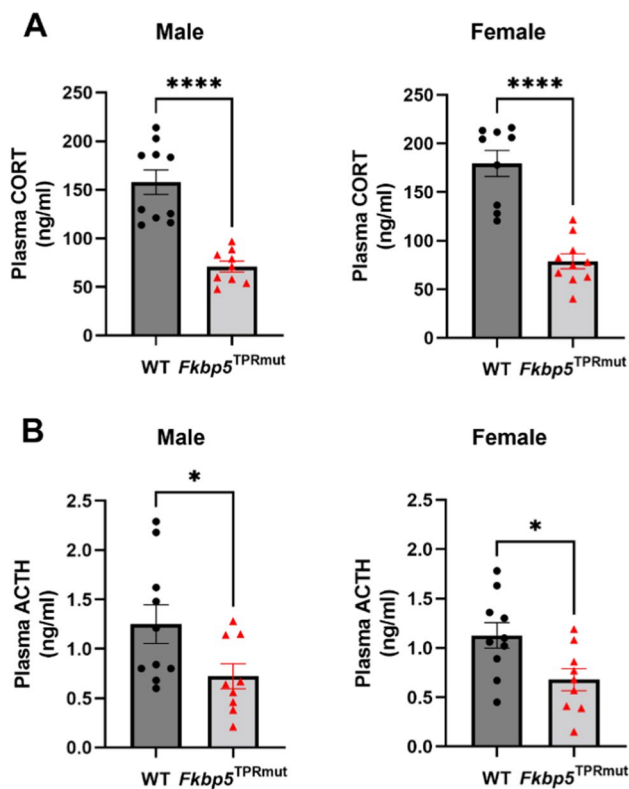 A
Male
Female
****
****
Plasma CORT
(ng/ml)
250
200
150
100
50
0
WT Fkbp5TPRmut
Plasma CORT
(ng/ml)
250
200
150
100
50
0
WT Fkbp5TPRmut
B
Male
Female
*
*
Plasma ACTH
(ng/ml)
2.5
2.0
1.5
1.0
0.5
0.0
WT Fkbp5TPRmut
Plasma ACTH
(ng/ml)
2.5
2.0
1.5
1.0
0.5
0.0
WT Fkbp5TPRmut